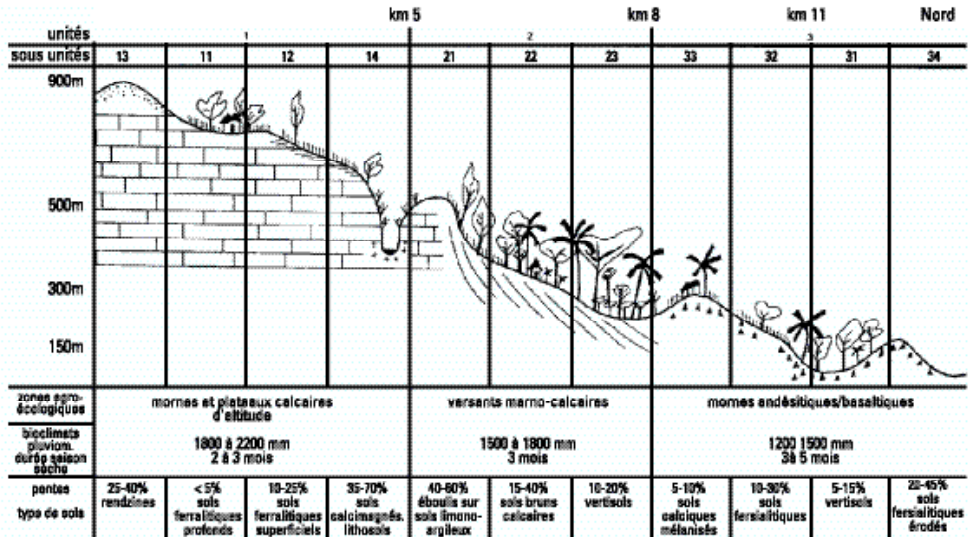 km 5 km 8 km 11 Nord
unités 1 2 3
sous unités 13 11 12 14 21 22 23 33 32 31 34
900m
500m
300m
150m
zones agro-écologiques
mornes et plateaux calcaires
d'altitude
versants marno-calcaires
mornes andésitiques/basaltiques
bioclimats
pluviom.
durée saison
sèche
1800 à 2200 mm
2 à 3 mois
1500 à 1800 mm
3 mois
1200 1500 mm
3à 5 mois
pentes
type de sols
25-40%
rendzines
<5%
sols
ferralitiques
profonds
10-25%
sols
ferralitiques
superficiels
35-70%
sols
calcimagnés.
lithosols
40-60%
éboulis sur
sols limono-
argileux
15-40%
sols bruns
calcaires
10-20%
vertisols
5-10%
sols
calciques
mélanisés
10-30%
sols
fersialitiques
5-15%
vertisols
20-45%
sols
fersialitiques
érodés